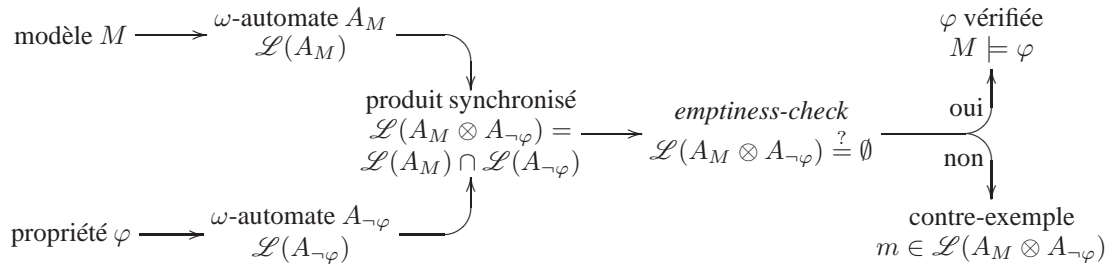 modèle M
ω-automate A_M
ℒ(A_M)
propriété φ
ω-automate A_{¬φ}
ℒ(A_{¬φ})
produit synchronisé
ℒ(A_M ⊗ A_{¬φ}) =
ℒ(A_M) ∩ ℒ(A_{¬φ})
emptiness-check
ℒ(A_M ⊗ A_{¬φ}) ≟ ∅
oui
φ vérifiée
M ⊨ φ
non
contre-exemple
m ∈ ℒ(A_M ⊗ A_{¬φ})